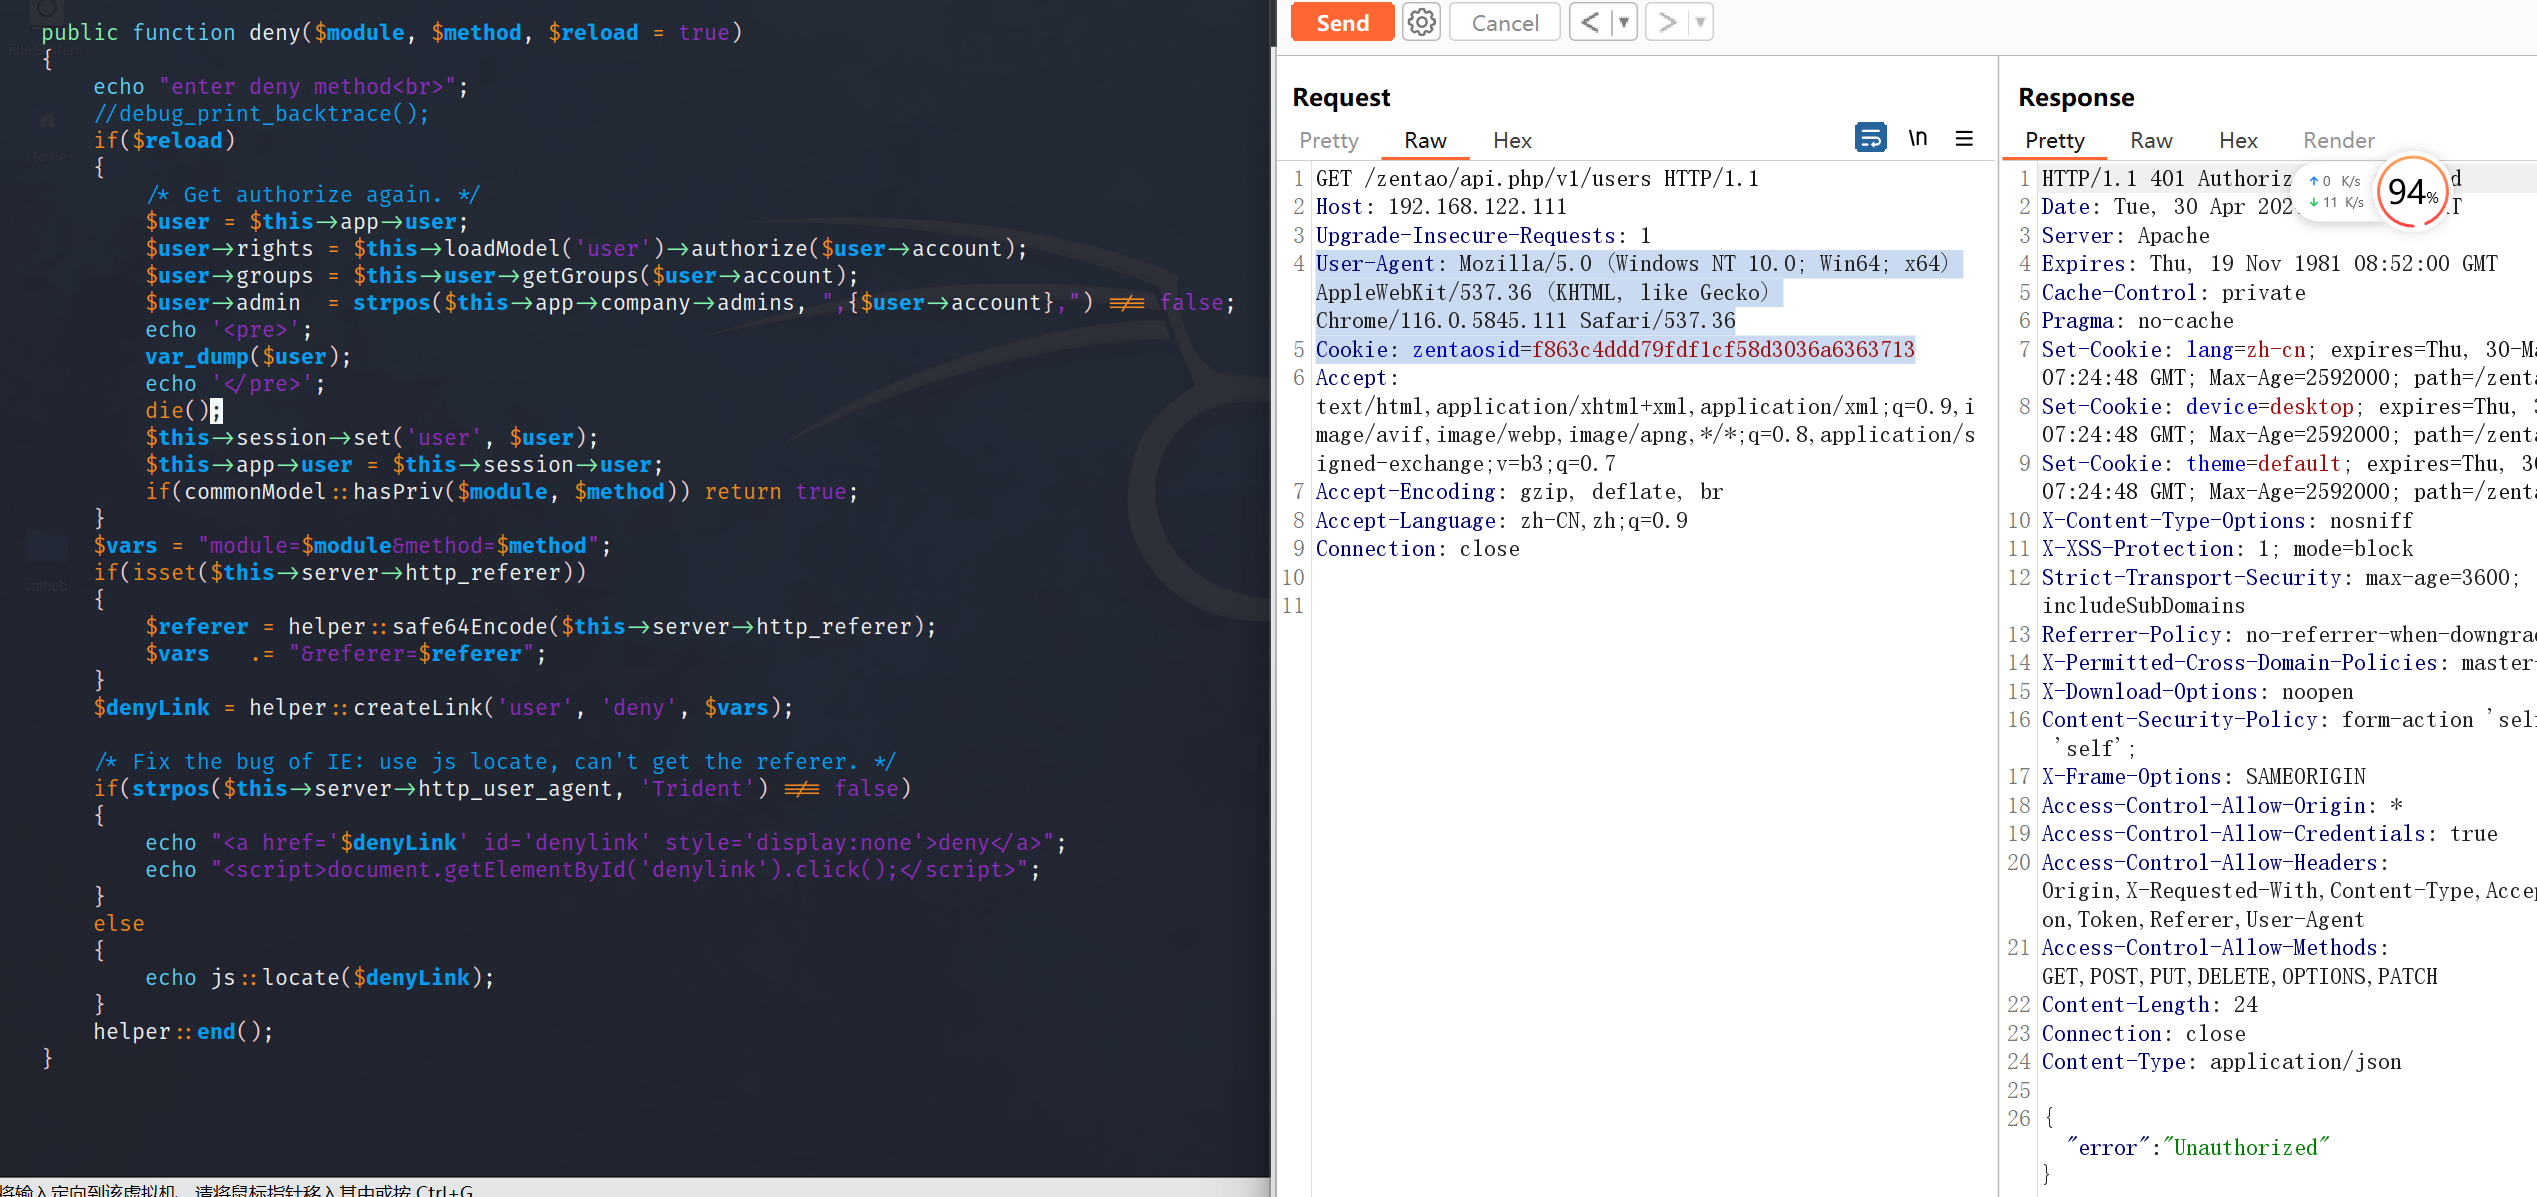 public function deny($module, $method, $reload = true)
{
echo "enter deny method<br>";
//debug_print_backtrace();
if($reload)
{
/* Get authorize again. */
$user = $this->app->user;
$user->rights = $this->loadModel('user')->authorize($user->account);
$user->groups = $this->user->getGroups($user->account);
$user->admin  = strpos($this->app->company->admins, ",{$user->account},") !== false;
echo '<pre>';
var_dump($user);
echo '</pre>';
die();
$this->session->set('user', $user);
$this->app->user = $this->session->user;
if(commonModel::hasPriv($module, $method)) return true;
}
$vars = "module=$module&method=$method";
if(isset($this->server->http_referer))
{
$referer = helper::safe64Encode($this->server->http_referer);
$vars   .= "&referer=$referer";
}
$denyLink = helper::createLink('user', 'deny', $vars);
/* Fix the bug of IE: use js locate, can't get the referer. */
if(strpos($this->server->http_user_agent, 'Trident') !== false)
{
echo "<a href='$denyLink' id='denylink' style='display:none'>deny</a>";
echo "<script>document.getElementById('denylink').click();</script>";
}
else
{
echo js::locate($denyLink);
}
helper::end();
}
Home
vulhub
将输入定向到该虚拟机，请将鼠标指针移入其中或按 Ctrl+G
Send
Cancel
Request
Pretty Raw Hex
\n
1 GET /zentao/api.php/v1/users HTTP/1.1
2 Host: 192.168.122.111
3 Upgrade-Insecure-Requests: 1
4 User-Agent: Mozilla/5.0 (Windows NT 10.0; Win64; x64)
AppleWebKit/537.36 (KHTML, like Gecko)
Chrome/116.0.5845.111 Safari/537.36
5 Cookie: zentaosid=f863c4ddd79fdf1cf58d3036a6363713
6 Accept:
text/html,application/xhtml+xml,application/xml;q=0.9,i
mage/avif,image/webp,image/apng,*/*;q=0.8,application/s
igned-exchange;v=b3;q=0.7
7 Accept-Encoding: gzip, deflate, br
8 Accept-Language: zh-CN,zh;q=0.9
9 Connection: close
10
11
Response
Pretty Raw Hex Render
↑ 0 K/s
↓ 11 K/s
94%
1 HTTP/1.1 401 Authoriz d
2 Date: Tue, 30 Apr 202 T
3 Server: Apache
4 Expires: Thu, 19 Nov 1981 08:52:00 GMT
5 Cache-Control: private
6 Pragma: no-cache
7 Set-Cookie: lang=zh-cn; expires=Thu, 30-Ma
07:24:48 GMT; Max-Age=2592000; path=/zenta
8 Set-Cookie: device=desktop; expires=Thu, 3
07:24:48 GMT; Max-Age=2592000; path=/zenta
9 Set-Cookie: theme=default; expires=Thu, 30
07:24:48 GMT; Max-Age=2592000; path=/zenta
10 X-Content-Type-Options: nosniff
11 X-XSS-Protection: 1; mode=block
12 Strict-Transport-Security: max-age=3600;
includeSubDomains
13 Referrer-Policy: no-referrer-when-downgrad
14 X-Permitted-Cross-Domain-Policies: master-
15 X-Download-Options: noopen
16 Content-Security-Policy: form-action 'self
'self';
17 X-Frame-Options: SAMEORIGIN
18 Access-Control-Allow-Origin: *
19 Access-Control-Allow-Credentials: true
20 Access-Control-Allow-Headers:
Origin,X-Requested-With,Content-Type,Accep
on,Token,Referer,User-Agent
21 Access-Control-Allow-Methods:
GET,POST,PUT,DELETE,OPTIONS,PATCH
22 Content-Length: 24
23 Connection: close
24 Content-Type: application/json
25
26 {
"error":"Unauthorized"
}